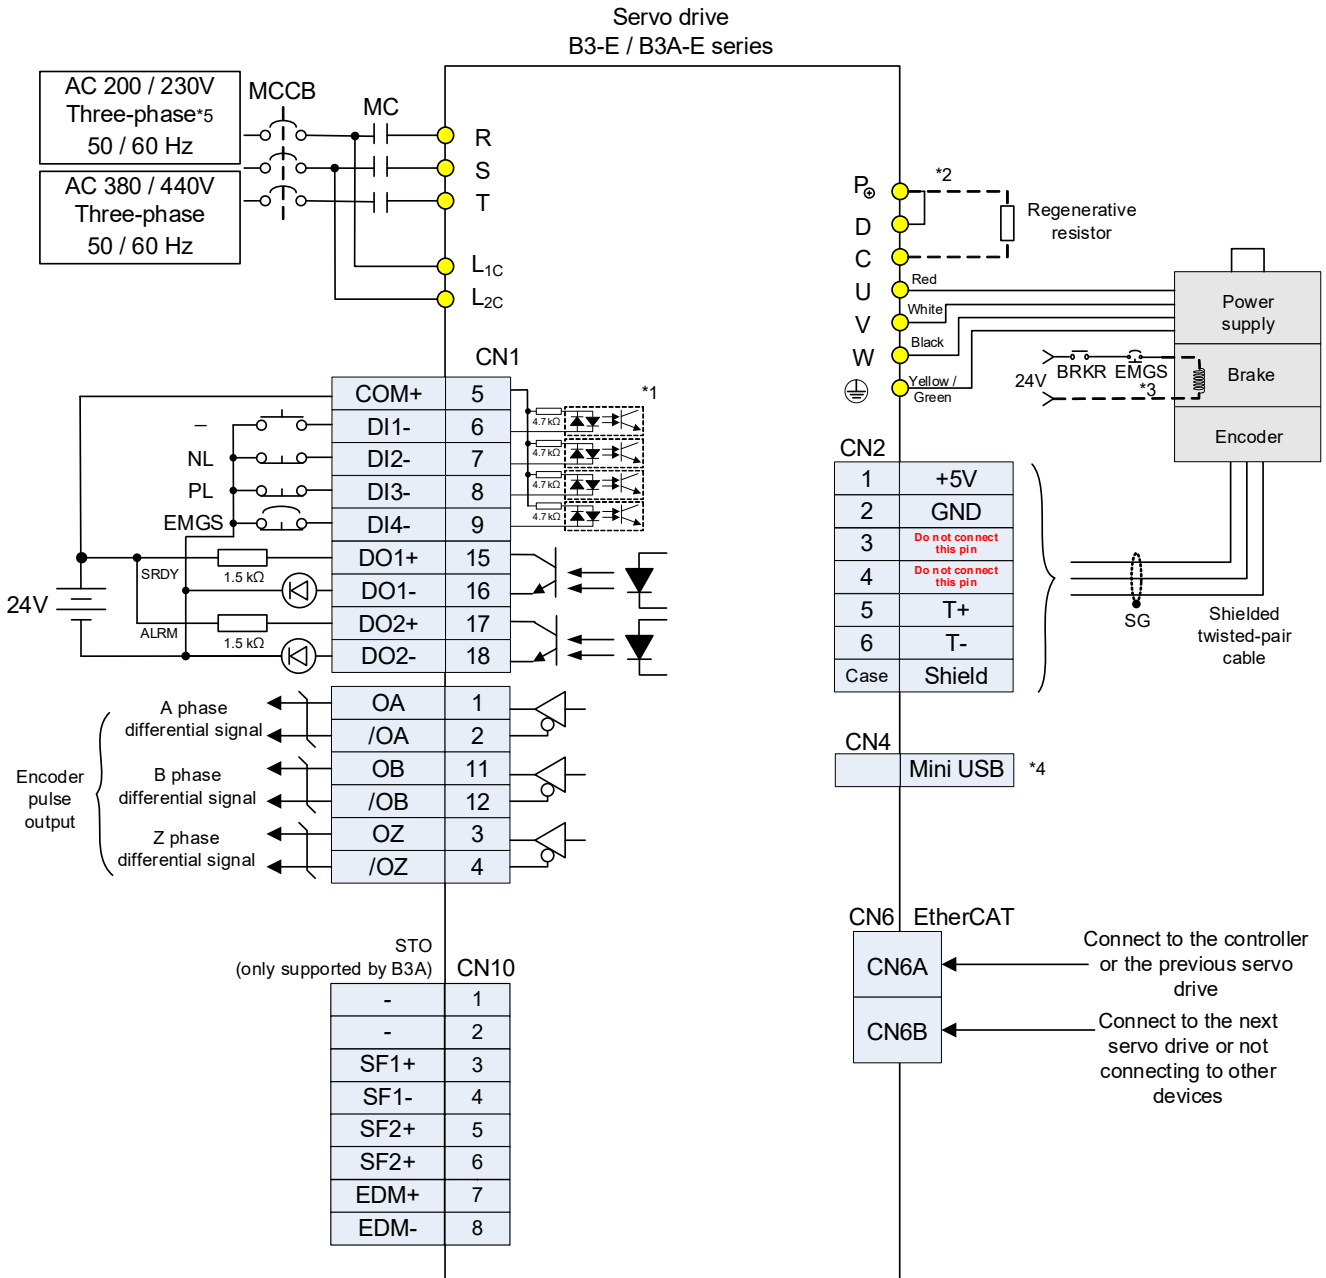 Servo drive
B3-E / B3A-E series
AC 200 / 230V
Three-phase*5
50 / 60 Hz
AC 380 / 440V
Three-phase
50 / 60 Hz
MCCB
MC
R
S
T
L1C
L2C
P⊕
D
C
U
V
W
*2
Regenerative
resistor
Red
White
Black
Yellow /
Green
Power
supply
Brake
Encoder
24V
BRKR
EMGS
*3
CN1
COM+ 5
DI1- 6
DI2- 7
DI3- 8
DI4- 9
DO1+ 15
DO1- 16
DO2+ 17
DO2- 18
–
NL
PL
EMGS
SRDY
1.5 kΩ
ALRM
1.5 kΩ
24V
*1
4.7 kΩ
4.7 kΩ
4.7 kΩ
4.7 kΩ
OA 1
/OA 2
OB 11
/OB 12
OZ 3
/OZ 4
Encoder
pulse
output
A phase
differential signal
B phase
differential signal
Z phase
differential signal
CN2
1 +5V
2 GND
3 Do not connect
this pin
4 Do not connect
this pin
5 T+
6 T-
Case Shield
SG
Shielded
twisted-pair
cable
CN4
Mini USB
*4
CN6 EtherCAT
CN6A
CN6B
Connect to the controller
or the previous servo
drive
Connect to the next
servo drive or not
connecting to other
devices
STO
(only supported by B3A)
CN10
- 1
- 2
SF1+ 3
SF1- 4
SF2+ 5
SF2+ 6
EDM+ 7
EDM- 8